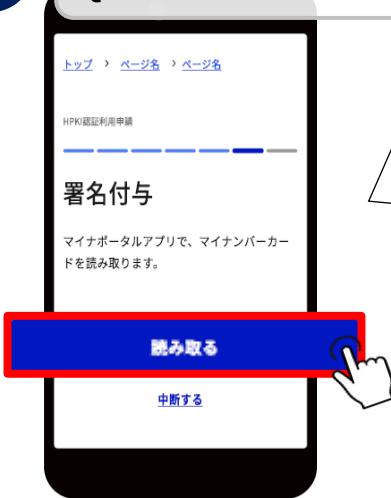 トップ > ページ名 > ページ名
HPKI認証利用申請
署名付与
マイナポータルアプリで、マイナンバーカー
ドを読み取ります。
読み取る
中断する